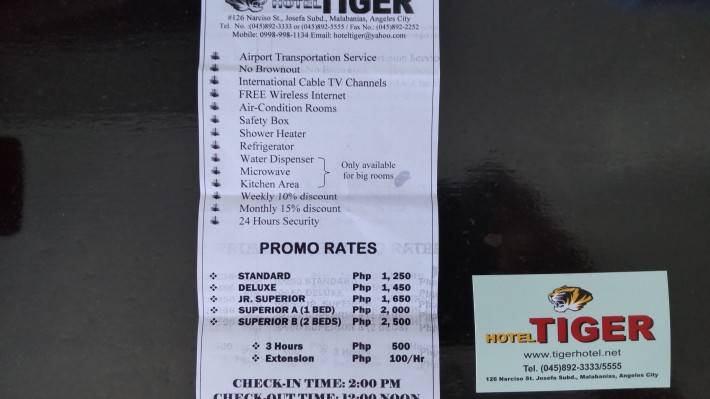 HOTEL TIGER
#126 Narciso St., Josefa Subd., Malabanias, Angeles City
Tel. No. :(045)892-3333 or (045)892-5555 / Fax No.: (045)892-2252
Mobile: 0998-998-1134 Email: hoteltiger@yahoo.com
Airport Transportation Service
No Brownout
International Cable TV Channels
FREE Wireless Internet
Air-Condition Rooms
Safety Box
Shower Heater
Refrigerator
Water Dispenser
Microwave
Kitchen Area
Only available
for big rooms
Weekly 10% discount
Monthly 15% discount
24 Hours Security
PROMO RATES
STANDARD Php 1, 250
DELUXE Php 1, 450
JR. SUPERIOR Php 1, 650
SUPERIOR A (1 BED) Php 2, 000
SUPERIOR B (2 BEDS) Php 2, 500
3 Hours Php 500
Extension Php 100/Hr
CHECK-IN TIME: 2:00 PM
CHECK-OUT TIME: 12:00 NOON
HOTEL TIGER
www.tigerhotel.net
Tel. (045)892-3333/5555
126 Narciso St. Josefa Subd., Malabanias, Angeles City